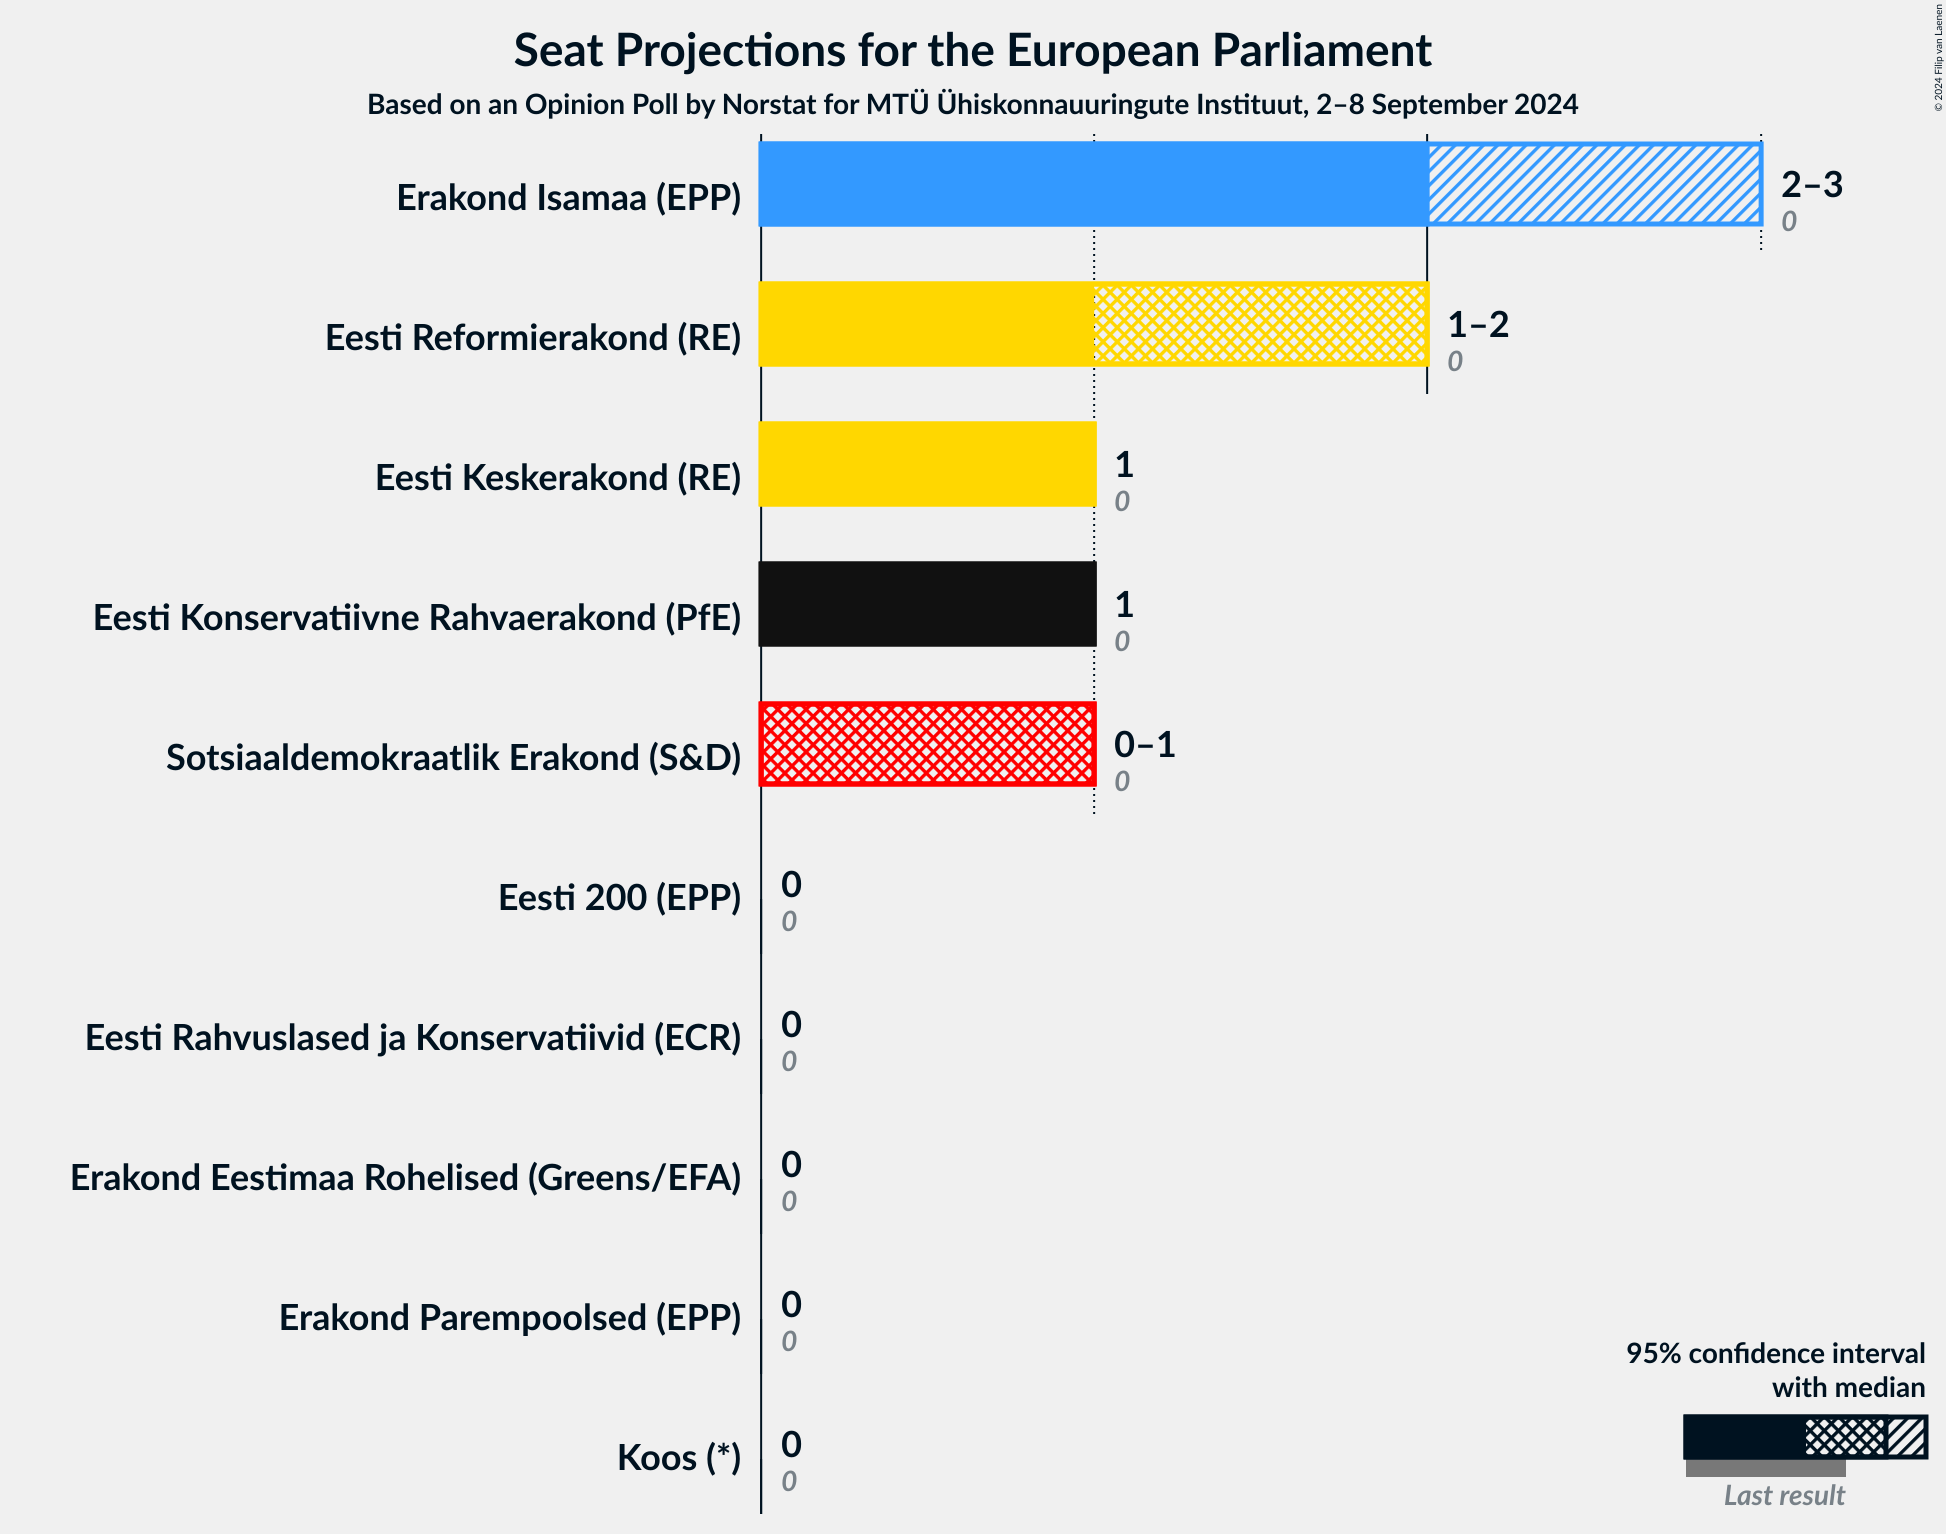 Seat Projections for the European Parliament
Based on an Opinion Poll by Norstat for MTÜ Ühiskonnauuringute Instituut, 2–8 September 2024
© 2024 Filip van Laenen
Erakond Isamaa (EPP)
2–3
0
Eesti Reformierakond (RE)
1–2
0
Eesti Keskerakond (RE)
1
0
Eesti Konservatiivne Rahvaerakond (PfE)
1
0
Sotsiaaldemokraatlik Erakond (S&D)
0–1
0
Eesti 200 (EPP)
0
0
Eesti Rahvuslased ja Konservatiivid (ECR)
0
0
Erakond Eestimaa Rohelised (Greens/EFA)
0
0
Erakond Parempoolsed (EPP)
0
0
Koos (*)
0
0
95% confidence interval
with median
Last result